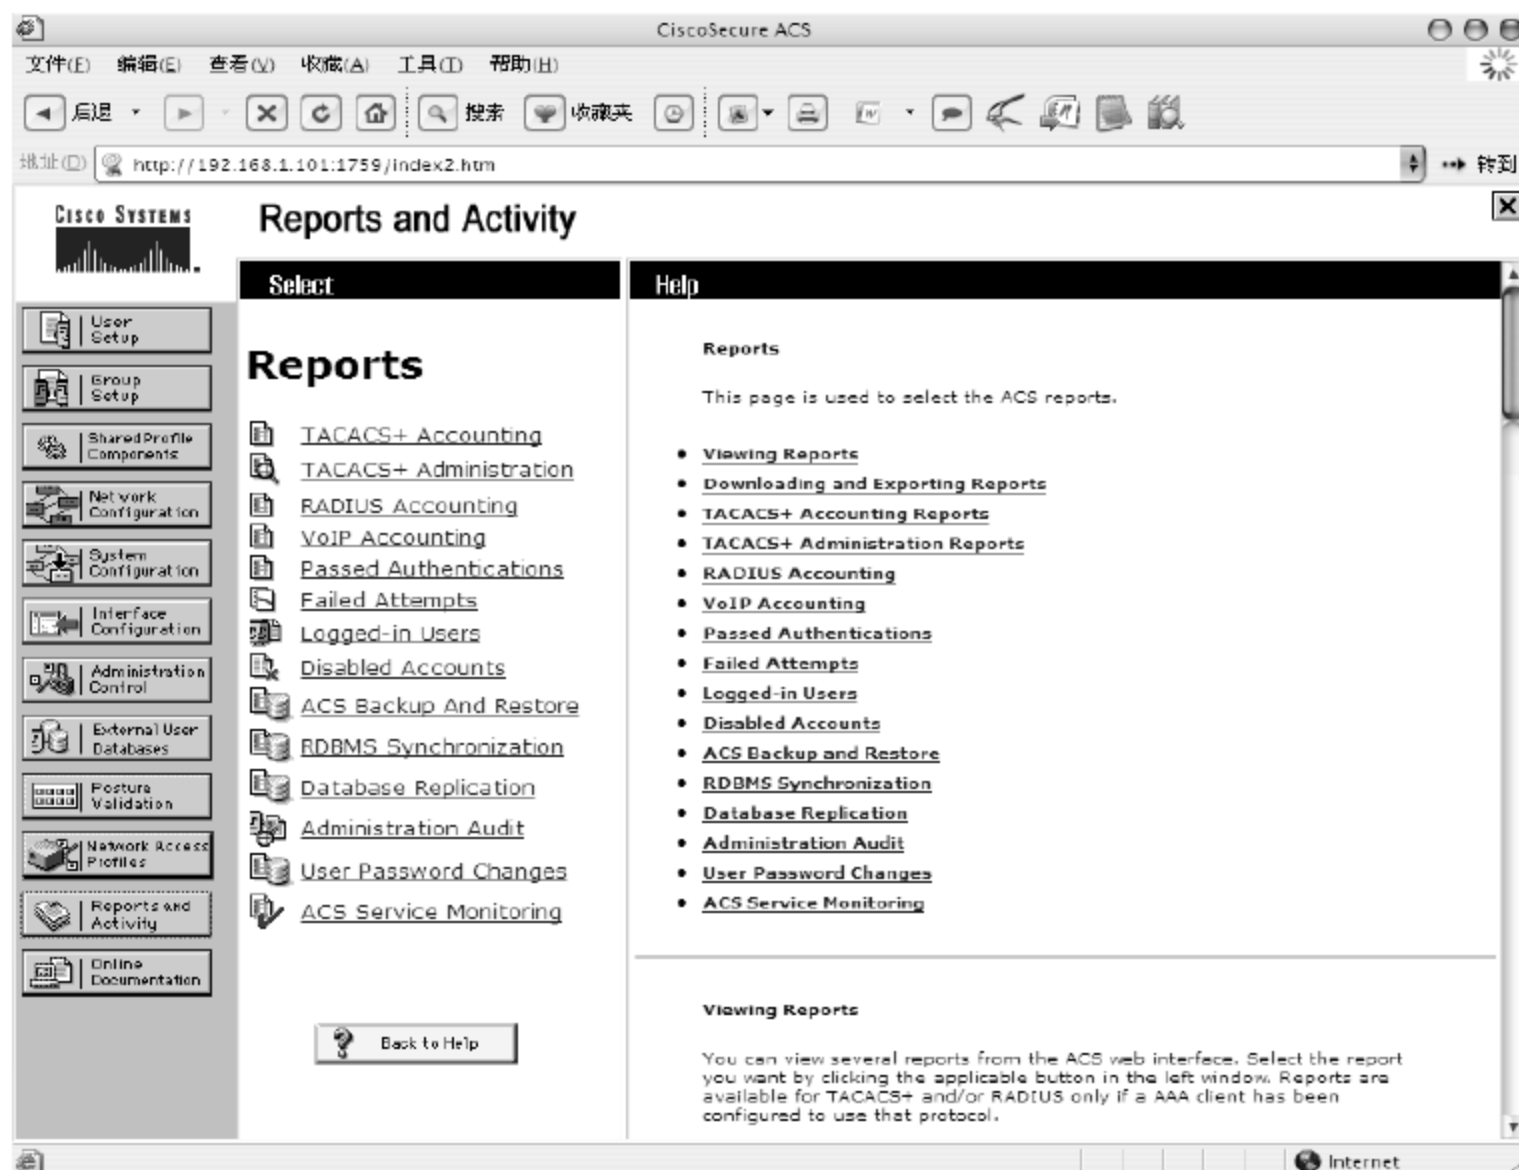 CiscoSecure ACS
文件(F) 编辑(E) 查看(V) 收藏(A) 工具(T) 帮助(H)
后退 搜索 收藏夹
地址(D) http://192.168.1.101:1759/index2.htm 转到
CISCO SYSTEMS
Reports and Activity
Select
Help
User Setup
Group Setup
Shared Profile Components
Network Configuration
System Configuration
Interface Configuration
Administration Control
External User Databases
Posture Validation
Network Access Profiles
Reports and Activity
Online Documentation
Reports
TACACS+ Accounting
TACACS+ Administration
RADIUS Accounting
VoIP Accounting
Passed Authentications
Failed Attempts
Logged-in Users
Disabled Accounts
ACS Backup And Restore
RDBMS Synchronization
Database Replication
Administration Audit
User Password Changes
ACS Service Monitoring
Back to Help
Reports
This page is used to select the ACS reports.
Viewing Reports
Downloading and Exporting Reports
TACACS+ Accounting Reports
TACACS+ Administration Reports
RADIUS Accounting
VoIP Accounting
Passed Authentications
Failed Attempts
Logged-in Users
Disabled Accounts
ACS Backup and Restore
RDBMS Synchronization
Database Replication
Administration Audit
User Password Changes
ACS Service Monitoring
Viewing Reports
You can view several reports from the ACS web interface. Select the report
you want by clicking the applicable button in the left window. Reports are
available for TACACS+ and/or RADIUS only if a AAA client has been
configured to use that protocol.
Internet